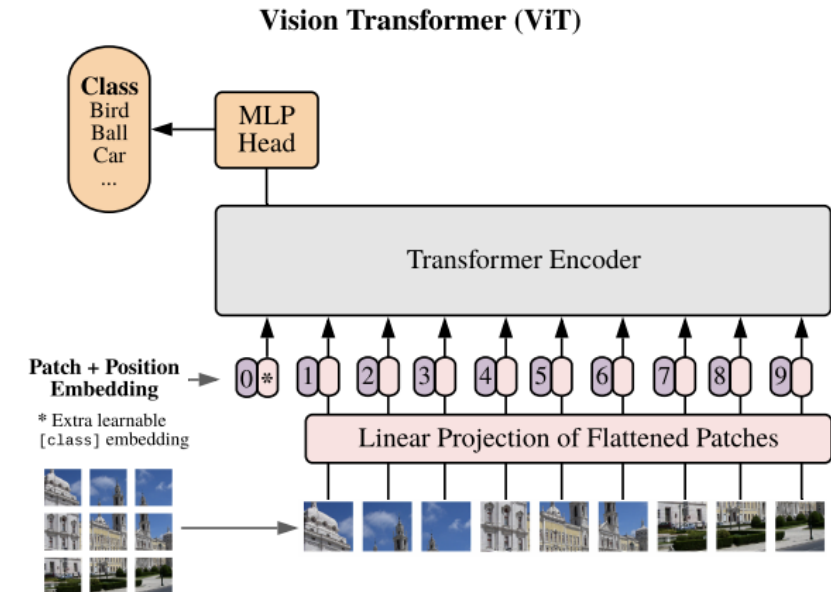 Vision Transformer (ViT)
Class
Bird
Ball
Car
...
MLP
Head
Transformer Encoder
Patch + Position
Embedding
0 * 1 2 3 4 5 6 7 8 9
* Extra learnable
[class] embedding
Linear Projection of Flattened Patches